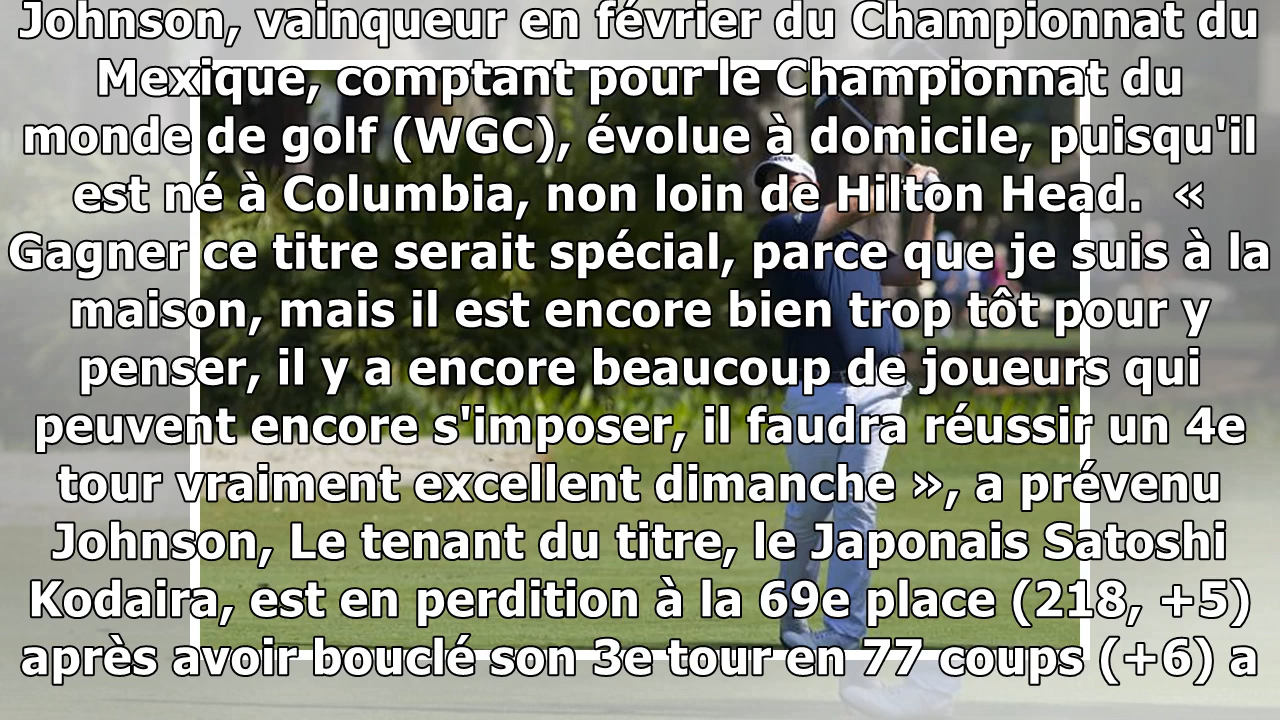 Johnson, vainqueur en février du Championnat du
Mexique, comptant pour le Championnat du
monde de golf (WGC), évolue à domicile, puisqu'il
est né à Columbia, non loin de Hilton Head.  «
Gagner ce titre serait spécial, parce que je suis à la
maison, mais il est encore bien trop tôt pour y
penser, il y a encore beaucoup de joueurs qui
peuvent encore s'imposer, il faudra réussir un 4e
tour vraiment excellent dimanche », a prévenu
Johnson, Le tenant du titre, le Japonais Satoshi
Kodaira, est en perdition à la 69e place (218, +5)
après avoir bouclé son 3e tour en 77 coups (+6) a